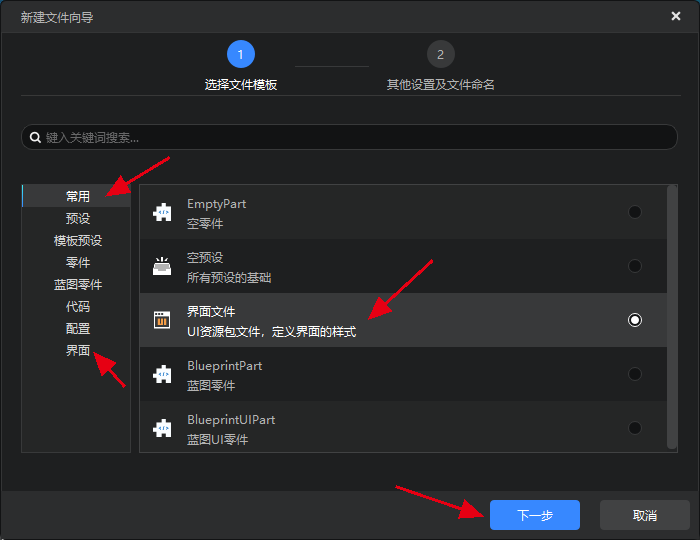 新建文件向导
1
2
选择文件模板
其他设置及文件命名
键入关键词搜索...
常用
预设
模板预设
零件
蓝图零件
代码
配置
界面
EmptyPart
空零件
空预设
所有预设的基础
界面文件
UI资源包文件，定义界面的样式
BlueprintPart
蓝图零件
BlueprintUIPart
蓝图UI零件
下一步
取消